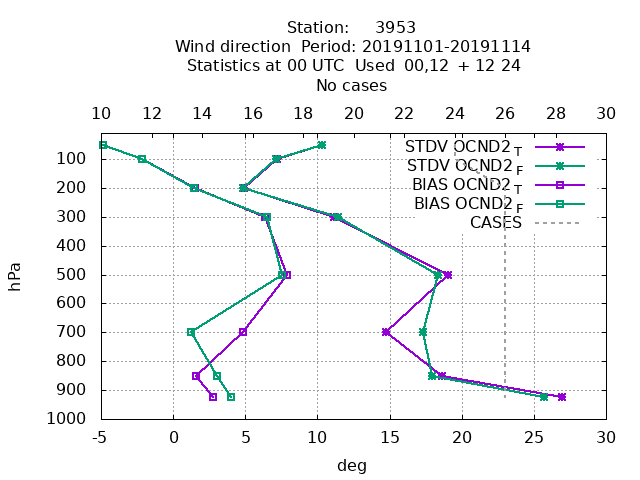 Station: 3953
Wind direction Period: 20191101-20191114
Statistics at 00 UTC Used 00,12 + 12 24
No cases
10 12 14 16 18 20 22 24 26 28 30
STDV OCND2 T
STDV OCND2 F
BIAS OCND2 T
BIAS OCND2 F
CASES
100
200
300
400
500
600
700
800
900
1000
hPa
-5 0 5 10 15 20 25 30
deg